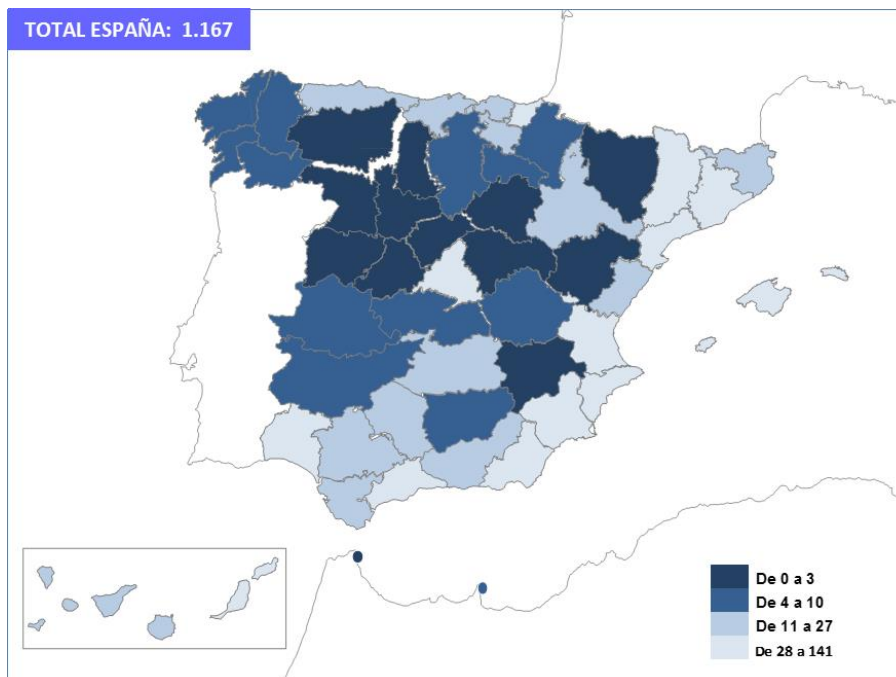 TOTAL ESPAÑA: 1.167
De 0 a 3
De 4 a 10
De 11 a 27
De 28 a 141